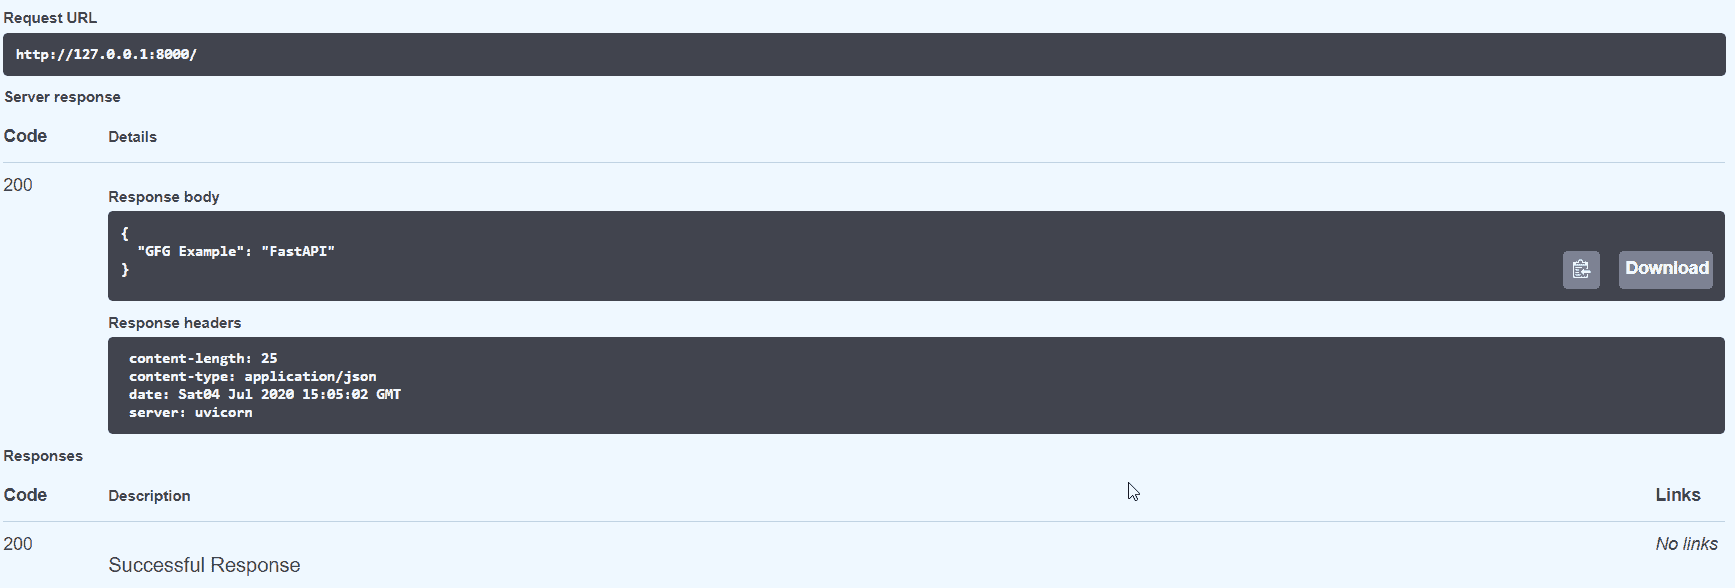 Request URL
http://127.0.0.1:8000/
Server response
Code Details
200
Response body
{
"GFG Example": "FastAPI"
}
Download
Response headers
content-length: 25
content-type: application/json
date: Sat04 Jul 2020 15:05:02 GMT
server: uvicorn
Responses
Code Description Links
200 No links
Successful Response